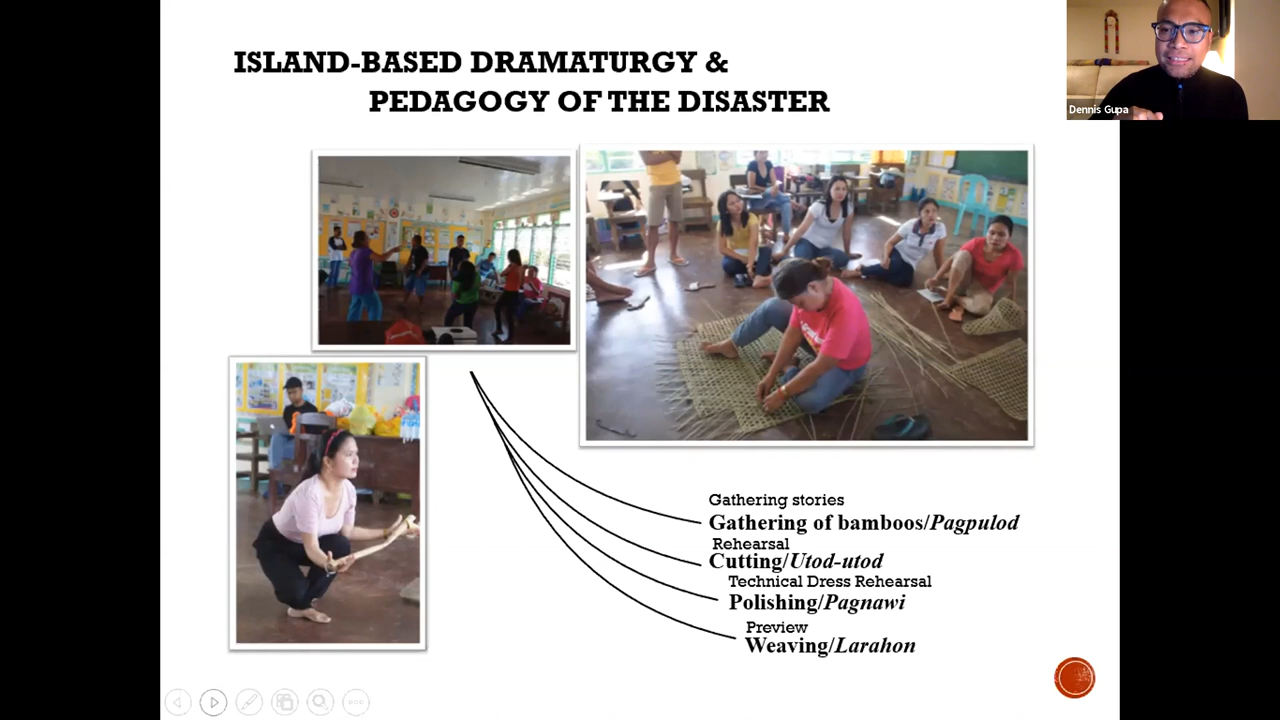 ISLAND-BASED DRAMATURGY &
PEDAGOGY OF THE DISASTER
Dennis Gupa
Gathering stories
Gathering of bamboos/Pagpulod
Rehearsal
Cutting/Utod-utod
Technical Dress Rehearsal
Polishing/Pagnawi
Preview
Weaving/Larahon